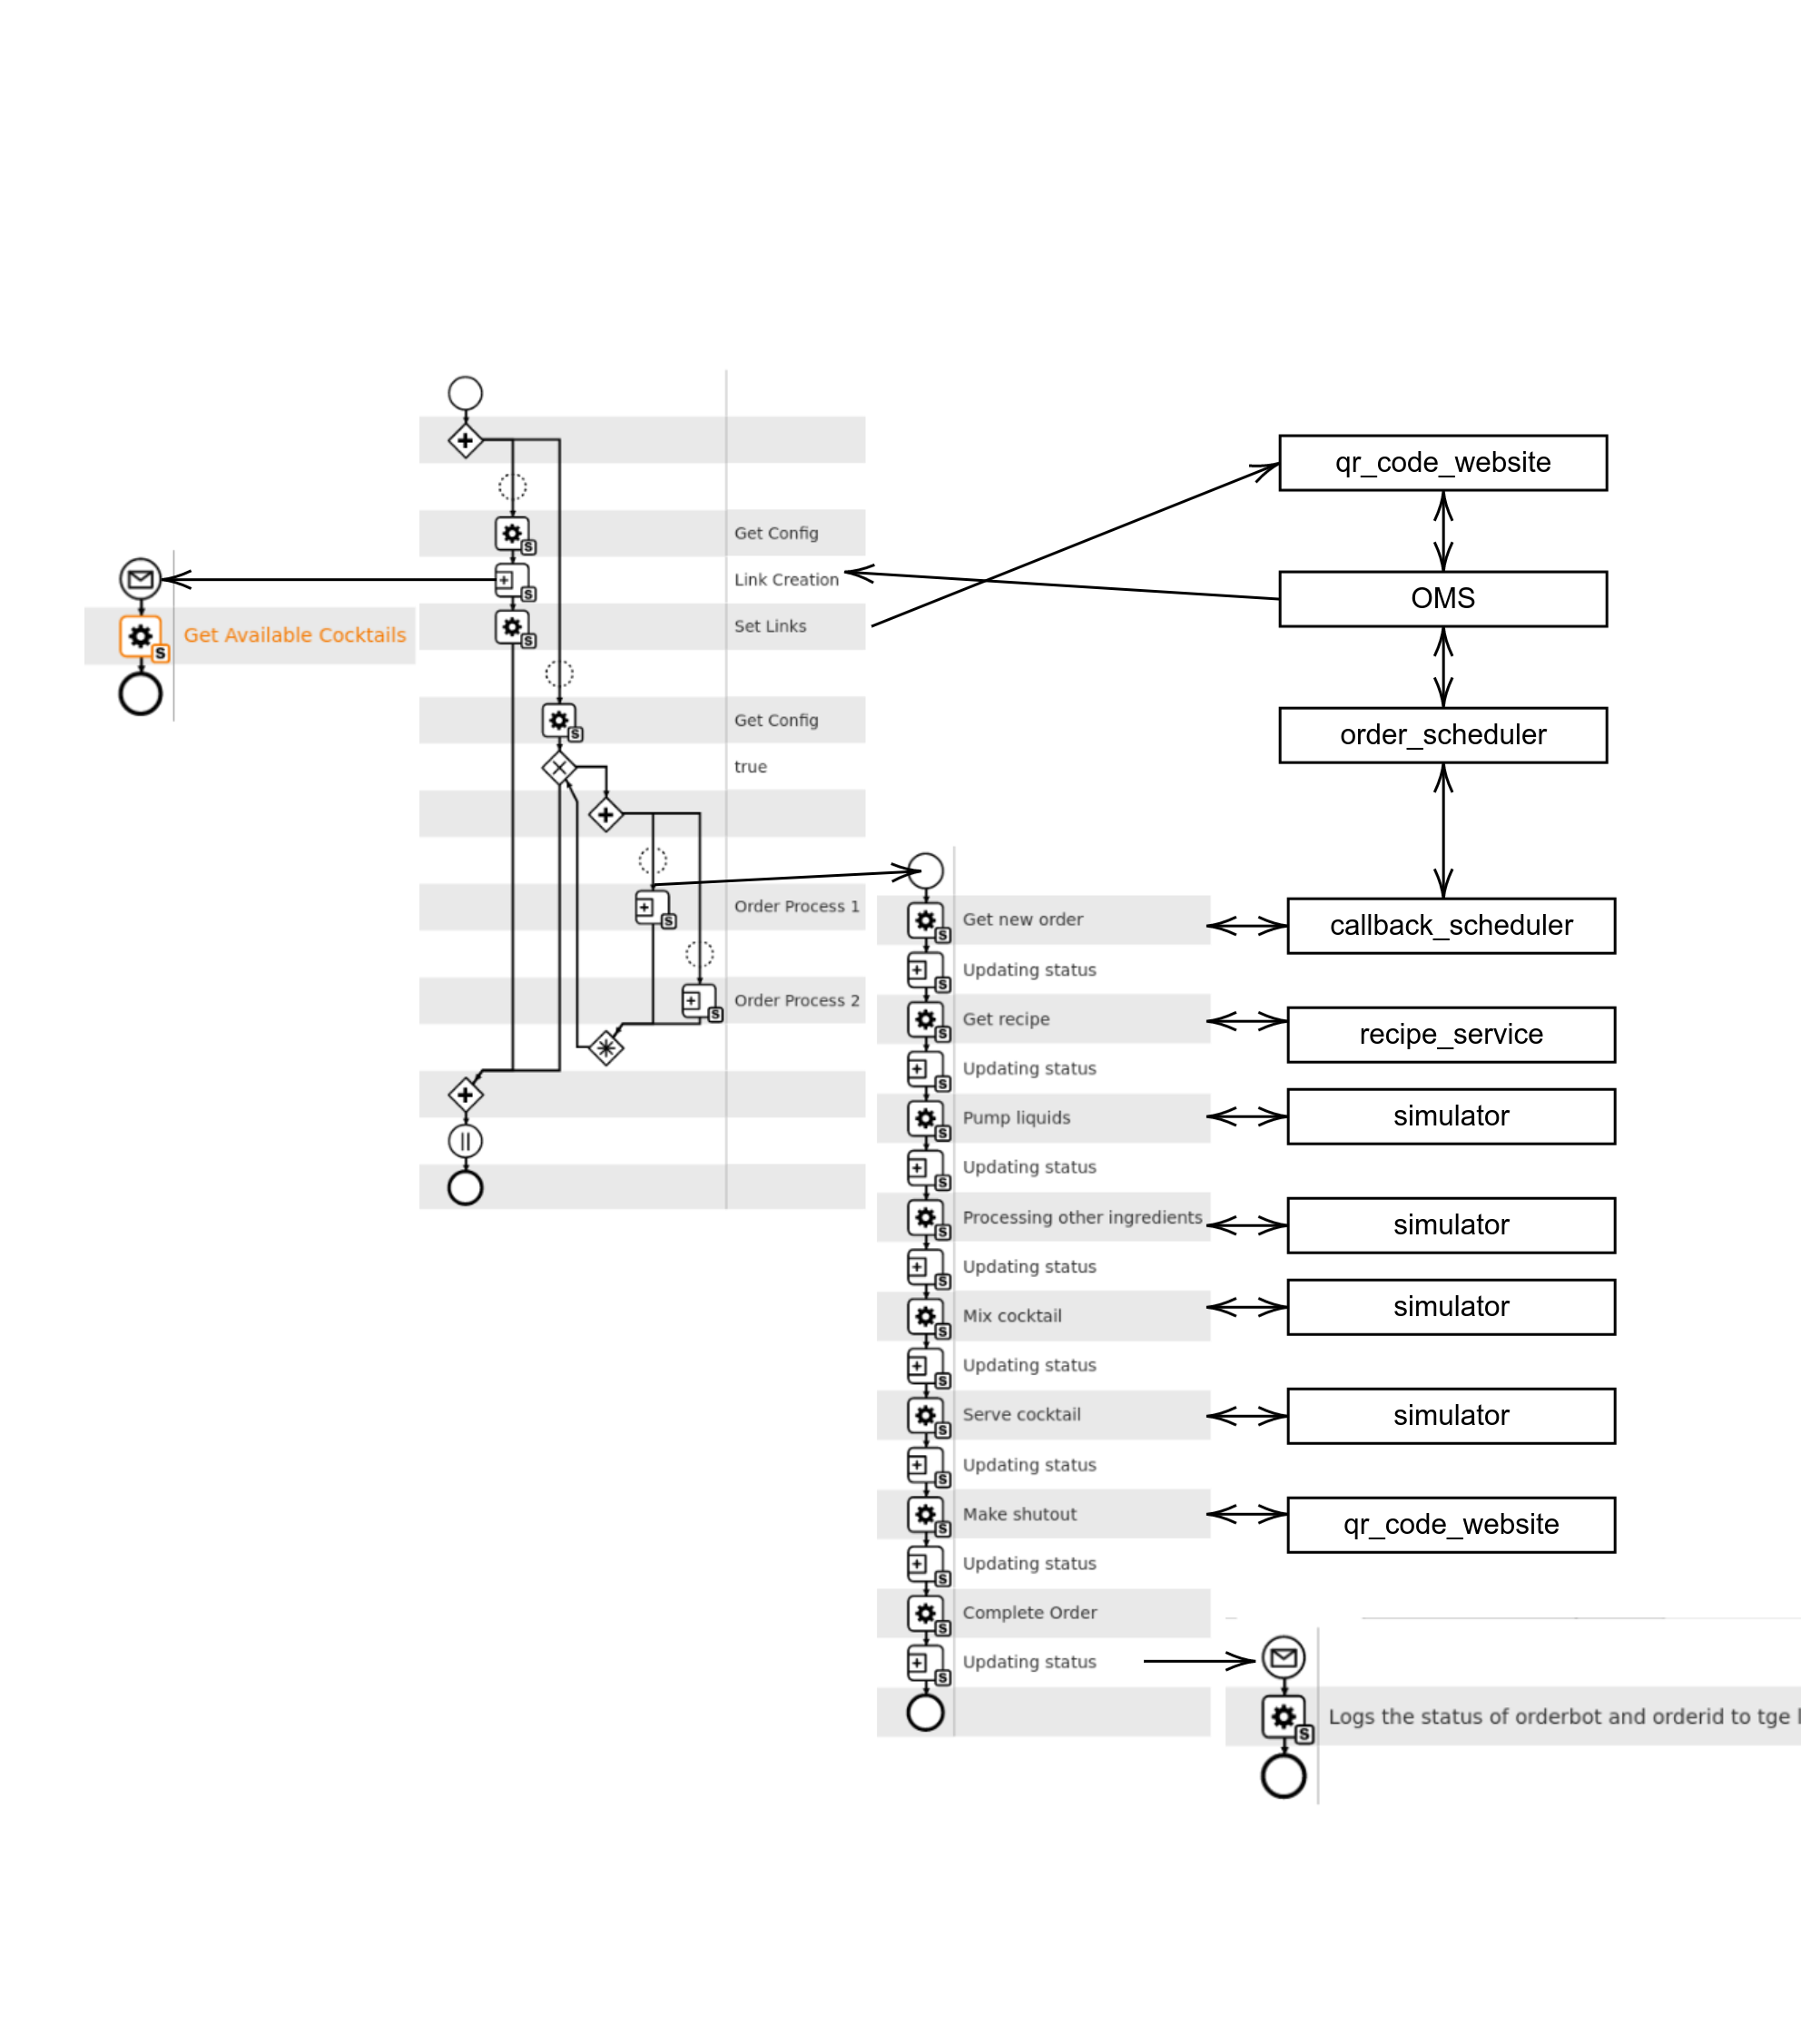 Get Available Cocktails
Get Config
Link Creation
Set Links
Get Config
true
Order Process 1
Order Process 2
Get new order
Updating status
Get recipe
Updating status
Pump liquids
Updating status
Processing other ingredients
Updating status
Mix cocktail
Updating status
Serve cocktail
Updating status
Make shutout
Updating status
Complete Order
Updating status
qr_code_website
OMS
order_scheduler
callback_scheduler
recipe_service
simulator
simulator
simulator
simulator
qr_code_website
Logs the status of orderbot and orderid to tge